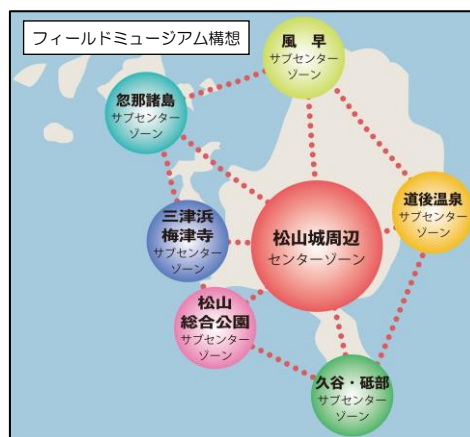 フィールドミュージアム構想
風　早
サブセンター
ゾーン
忽那諸島
サブセンター
ゾーン
道後温泉
サブセンター
ゾーン
三津浜
梅津寺
サブセンター
ゾーン
松山城周辺
センターゾーン
松山
総合公園
サブセンター
ゾーン
久谷・砥部
サブセンター
ゾーン